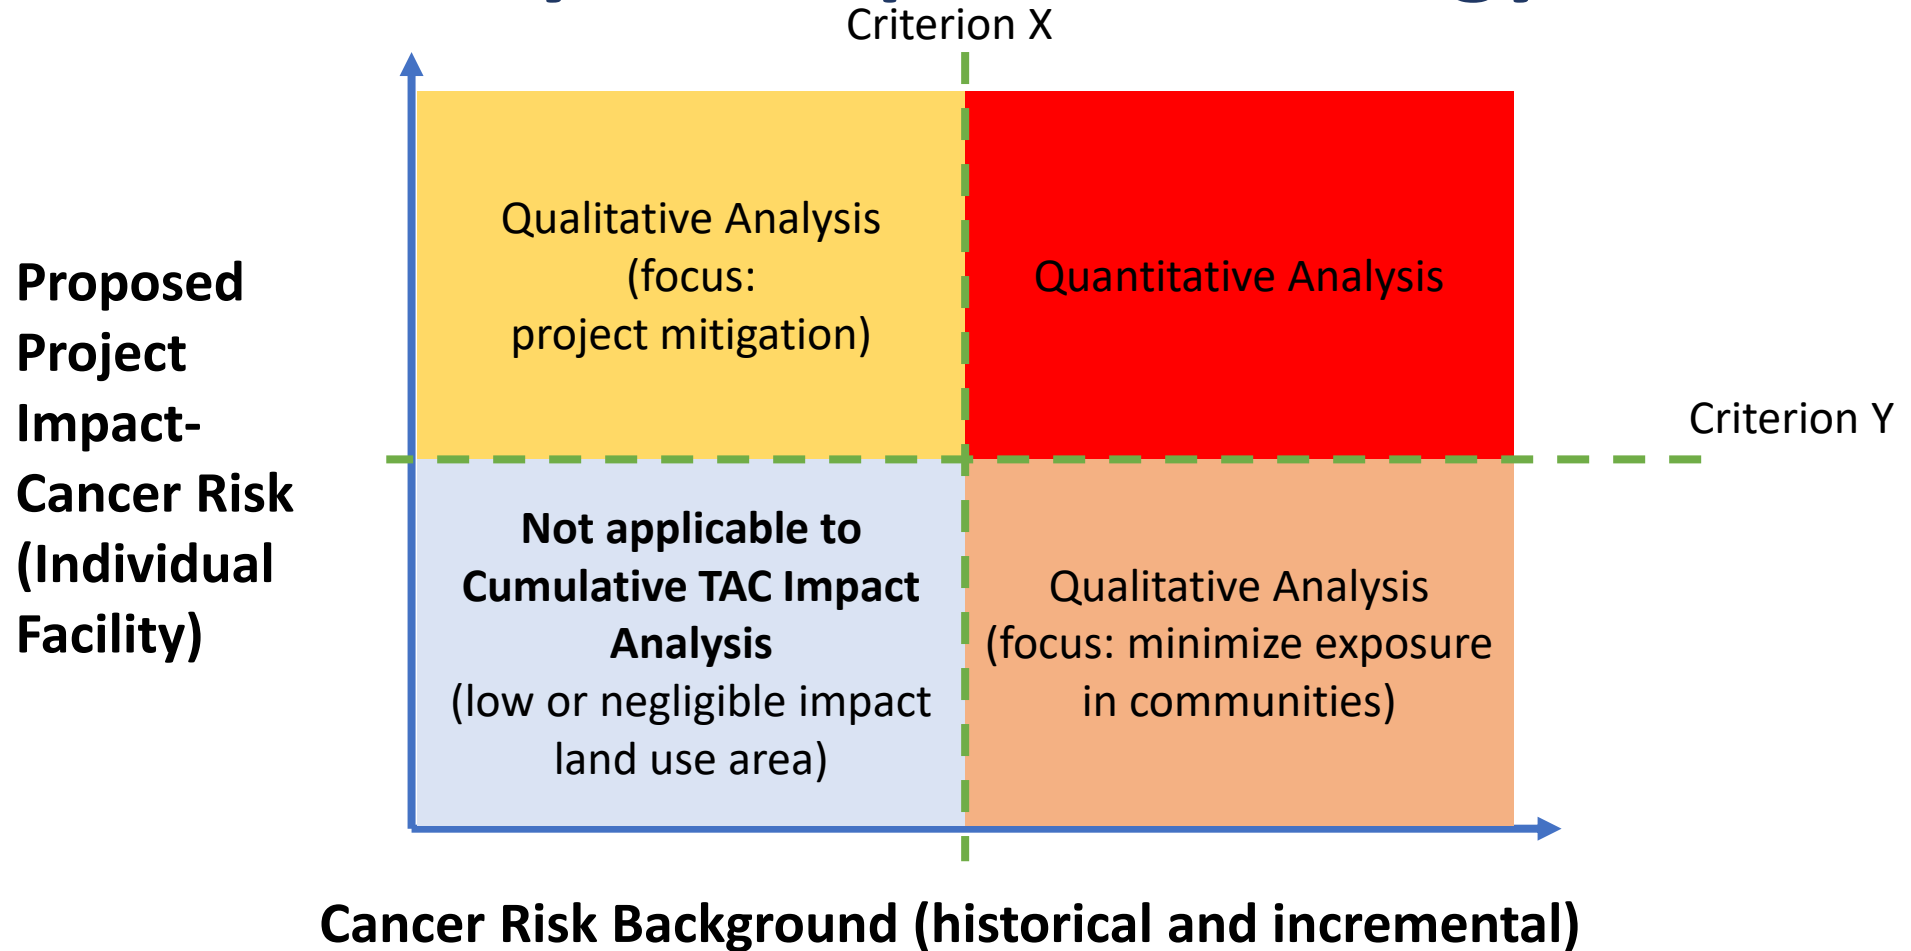 Criterion X
Qualitative Analysis
(focus:
project mitigation)
Quantitative Analysis
Proposed
Project
Impact-
Cancer Risk
(Individual
Facility)
Criterion Y
Not applicable to
Cumulative TAC Impact
Analysis
(low or negligible impact
land use area)
Qualitative Analysis
(focus: minimize exposure
in communities)
Cancer Risk Background (historical and incremental)